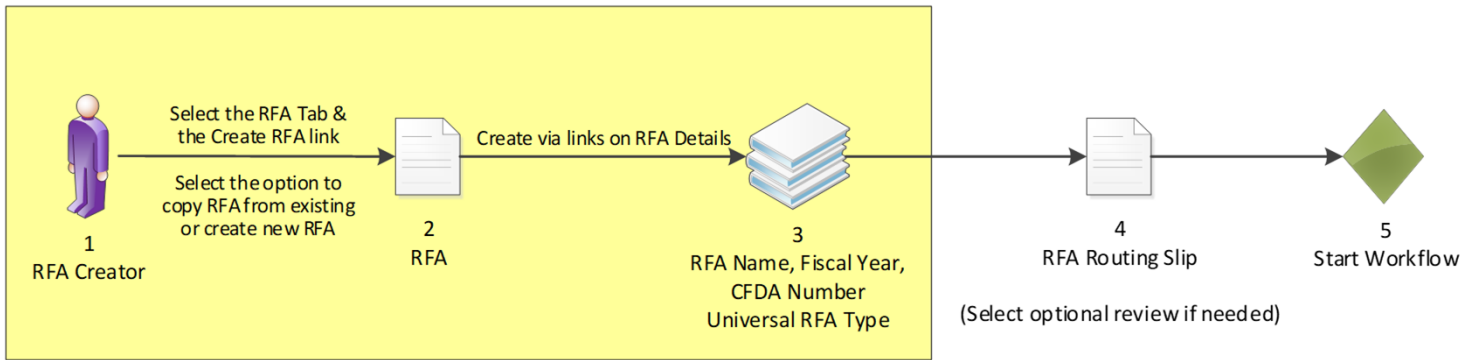 Select the RFA Tab &
the Create RFA link
Select the option to
copy RFA from existing
or create new RFA
1
RFA Creator
2
RFA
Create via links on RFA Details
3
RFA Name, Fiscal Year,
CFDA Number
Universal RFA Type
4
RFA Routing Slip
(Select optional review if needed)
5
Start Workflow